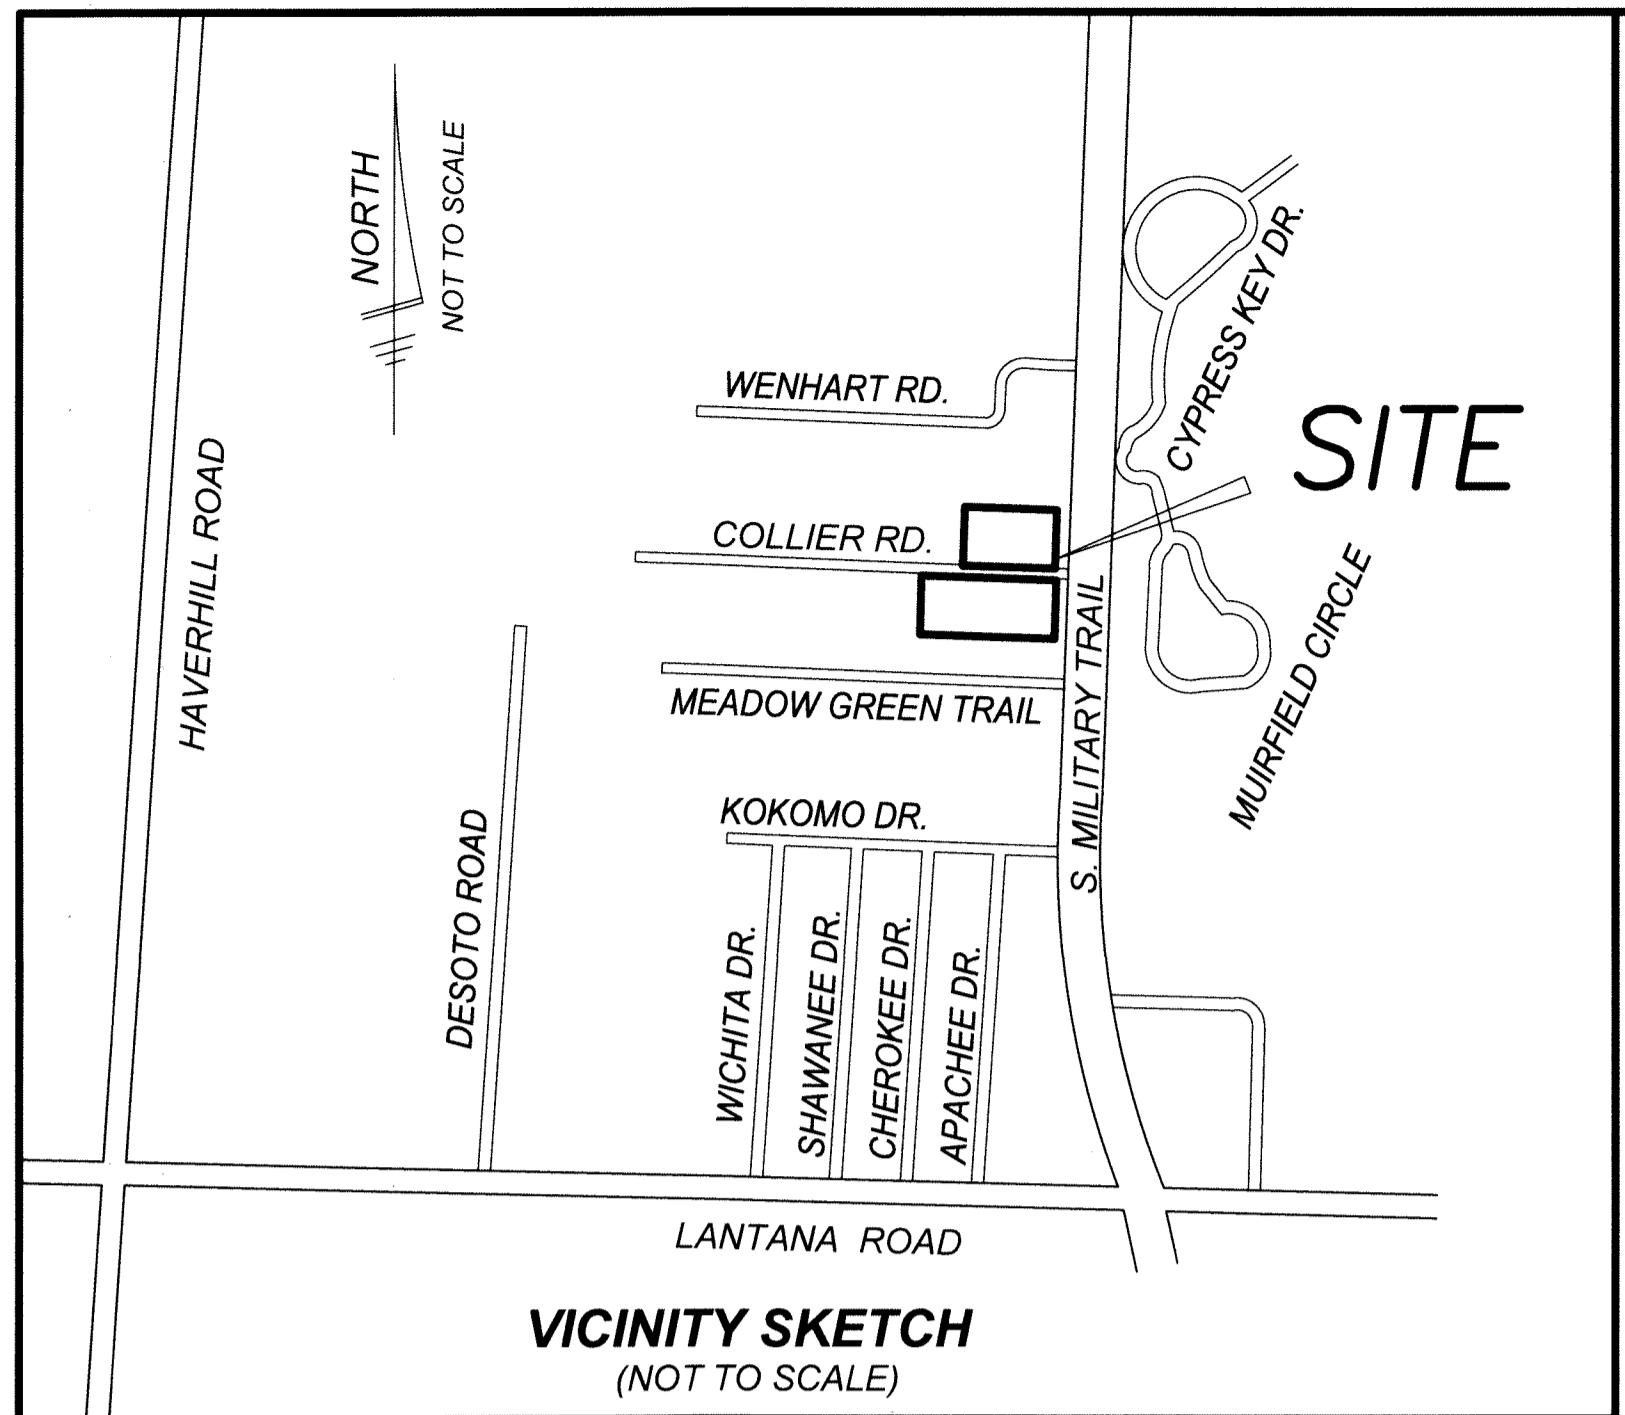 NORTH
NOT TO SCALE
CYPRESS KEY DR.
WENHART RD.
SITE
HAVERHILL ROAD
COLLIER RD.
MUIRFIELD CIRCLE
S. MILITARY TRAIL
MEADOW GREEN TRAIL
KOKOMO DR.
DESOTO ROAD
WICHITA DR.
SHAWANEE DR.
CHEROKEE DR.
APACHEE DR.
LANTANA ROAD
VICINITY SKETCH
(NOT TO SCALE)